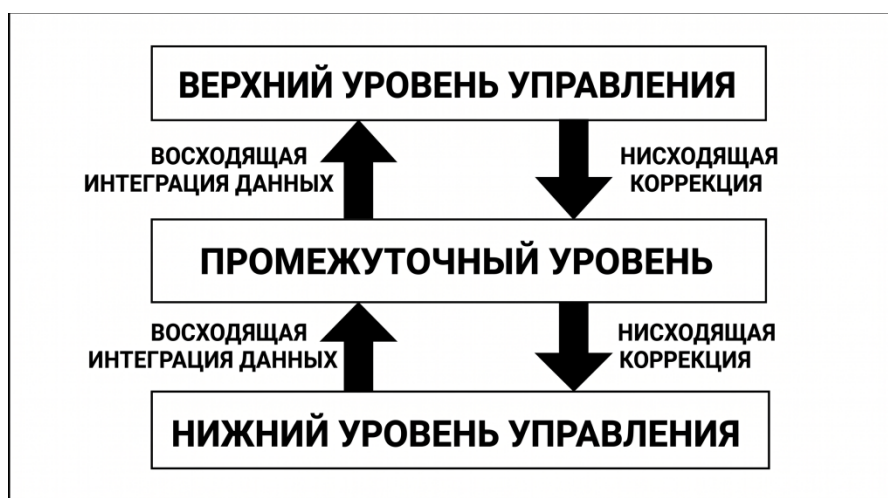 ВЕРХНИЙ УРОВЕНЬ УПРАВЛЕНИЯ
ВОСХОДЯЩАЯ
ИНТЕГРАЦИЯ ДАННЫХ
НИСХОДЯЩАЯ
КОРРЕКЦИЯ
ПРОМЕЖУТОЧНЫЙ УРОВЕНЬ
ВОСХОДЯЩАЯ
ИНТЕГРАЦИЯ ДАННЫХ
НИСХОДЯЩАЯ
КОРРЕКЦИЯ
НИЖНИЙ УРОВЕНЬ УПРАВЛЕНИЯ